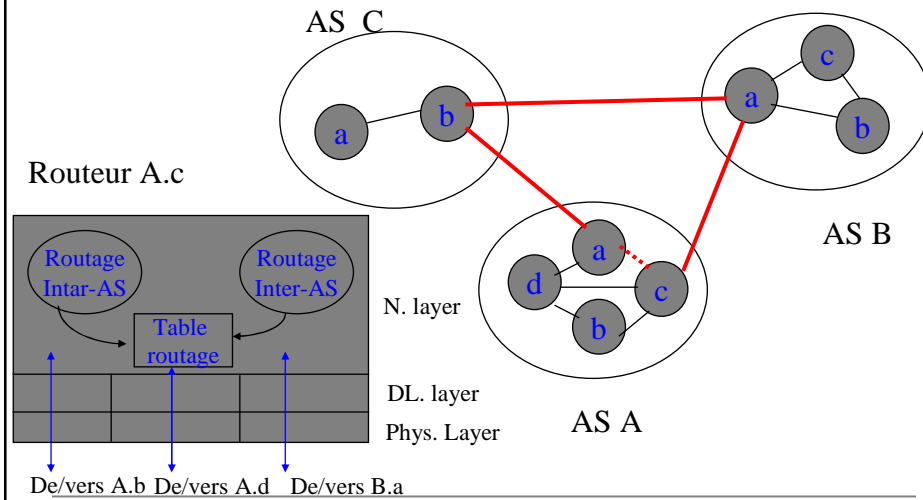 AS C
a
b
a
c
b
AS B
Routeur A.c
Routage
Intar-AS
Routage
Inter-AS
Table
routage
N. layer
DL. layer
Phys. Layer
De/vers A.b
De/vers A.d
De/vers B.a
a
d
c
b
AS A